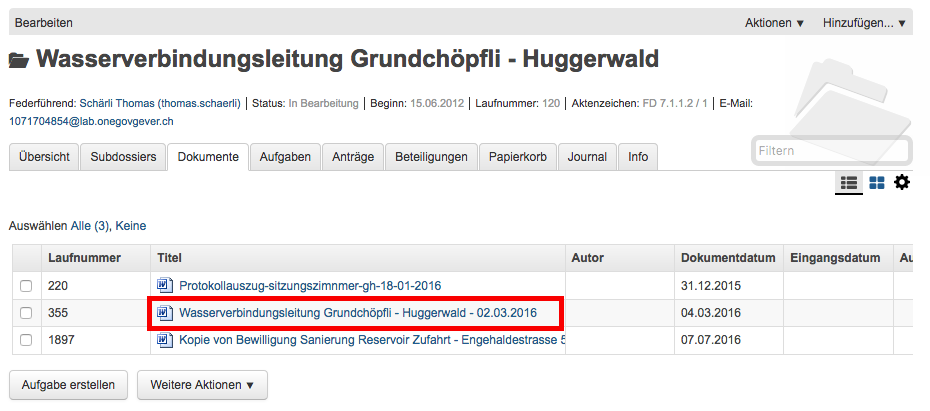 Bearbeiten Aktionen ▼ Hinzufügen... ▼
Wasserverbindungsleitung Grundchöpfli - Huggerwald
Federführend: Schärli Thomas (thomas.schaerli) | Status: In Bearbeitung | Beginn: 15.06.2012 | Laufnummer: 120 | Aktenzeichen: FD 7.1.1.2 / 1 | E-Mail:
1071704854@lab.onegovgever.ch
Übersicht Subdossiers Dokumente Aufgaben Anträge Beteiligungen Papierkorb Journal Info
Filtern
Auswählen Alle (3), Keine
Laufnummer Titel Autor Dokumentdatum Eingangsdatum Au
220 Protokollauszug-sitzungszimnmer-gh-18-01-2016 31.12.2015
355 Wasserverbindungsleitung Grundchöpfli - Huggerwald - 02.03.2016 04.03.2016
1897 Kopie von Bewilligung Sanierung Reservoir Zufahrt - Engehaldestrasse 5 07.07.2016
Aufgabe erstellen Weitere Aktionen ▼